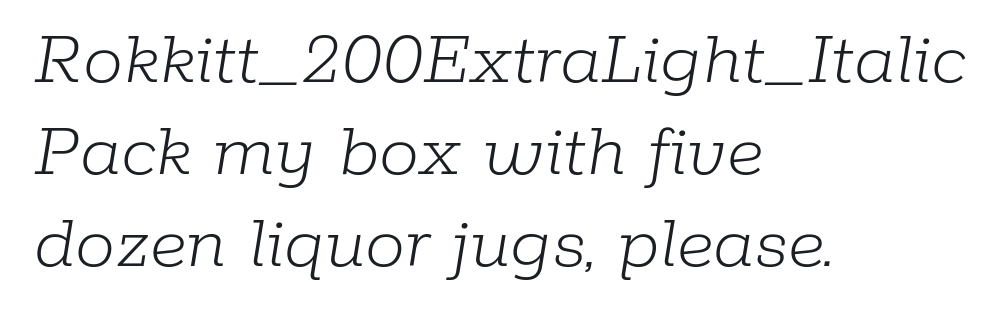 Rokkitt_200ExtraLight_Italic
Pack my box with five
dozen liquor jugs, please.